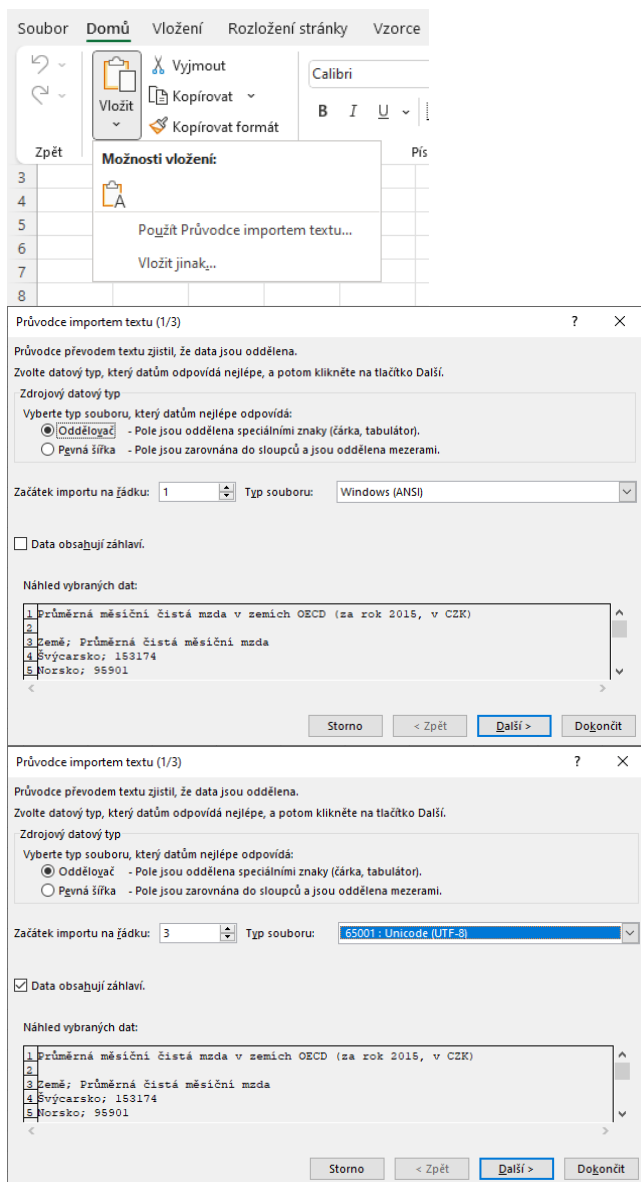 Soubor Domů Vložení Rozložení stránky Vzorce
Vyjmout
Calibri
Vložit
Kopírovat
B I U
Kopírovat formát
Zpět
Pís
Možnosti vložení:
3
4
5
Použít Průvodce importem textu...
6
7
Vložit jinak...
8
Průvodce importem textu (1/3) ? ×
Průvodce převodem textu zjistil, že data jsou oddělena.
Zvolte datový typ, který datům odpovídá nejlépe, a potom klikněte na tlačítko Další.
Zdrojový datový typ
Vyberte typ souboru, který datům nejlépe odpovídá:
Oddělovač - Pole jsou oddělena speciálními znaky (čárka, tabulátor).
Pevná šířka - Pole jsou zarovnána do sloupců a jsou oddělena mezerami.
Začátek importu na řádku: 1 Typ souboru: Windows (ANSI)
Data obsahují záhlaví.
Náhled vybraných dat:
1 Průměrná měsíční čistá mzda v zemích OECD (za rok 2015, v CZK)
2
3 Země; Průměrná čistá měsíční mzda
4 Švýcarsko; 153174
5 Norsko; 95901
Storno < Zpět Další > Dokončit
Průvodce importem textu (1/3) ? ×
Průvodce převodem textu zjistil, že data jsou oddělena.
Zvolte datový typ, který datům odpovídá nejlépe, a potom klikněte na tlačítko Další.
Zdrojový datový typ
Vyberte typ souboru, který datům nejlépe odpovídá:
Oddělovač - Pole jsou oddělena speciálními znaky (čárka, tabulátor).
Pevná šířka - Pole jsou zarovnána do sloupců a jsou oddělena mezerami.
Začátek importu na řádku: 3 Typ souboru: 65001 : Unicode (UTF-8)
Data obsahují záhlaví.
Náhled vybraných dat:
1 Průměrná měsíční čistá mzda v zemích OECD (za rok 2015, v CZK)
2
3 Země; Průměrná čistá měsíční mzda
4 Švýcarsko; 153174
5 Norsko; 95901
Storno < Zpět Další > Dokončit